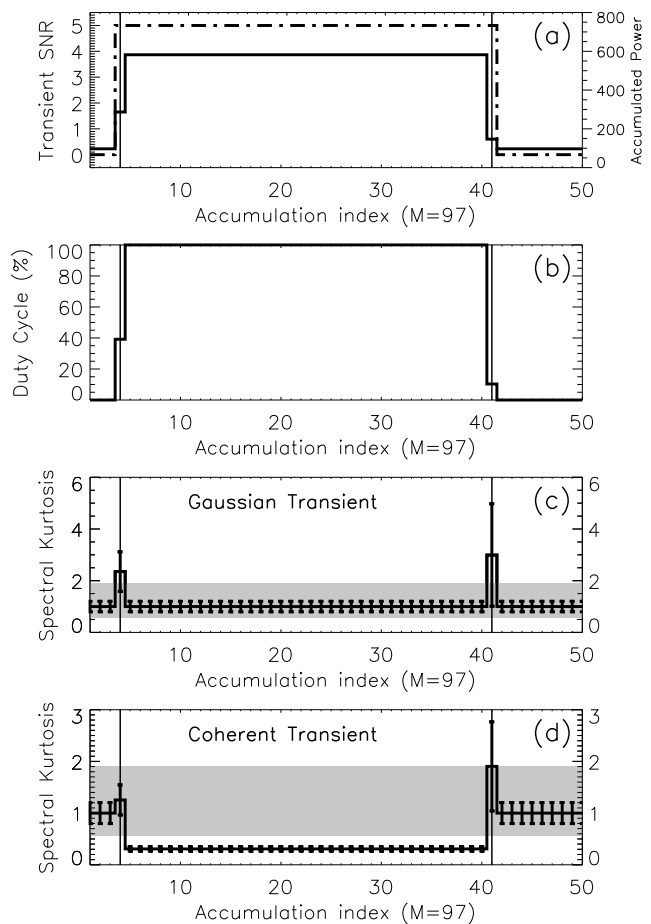 (a)
Transient SNR
5
4
3
2
1
0
800
600
400
200
0
Accumulated Power
10 20 30 40 50
Accumulation index (M=97)
(b)
Duty Cycle (%)
100
80
60
40
20
0
10 20 30 40 50
Accumulation index (M=97)
Gaussian Transient
(c)
Spectral Kurtosis
6
4
2
0
6
4
2
0
10 20 30 40 50
Accumulation index (M=97)
Coherent Transient
(d)
Spectral Kurtosis
3
2
1
0
3
2
1
0
10 20 30 40 50
Accumulation index (M=97)